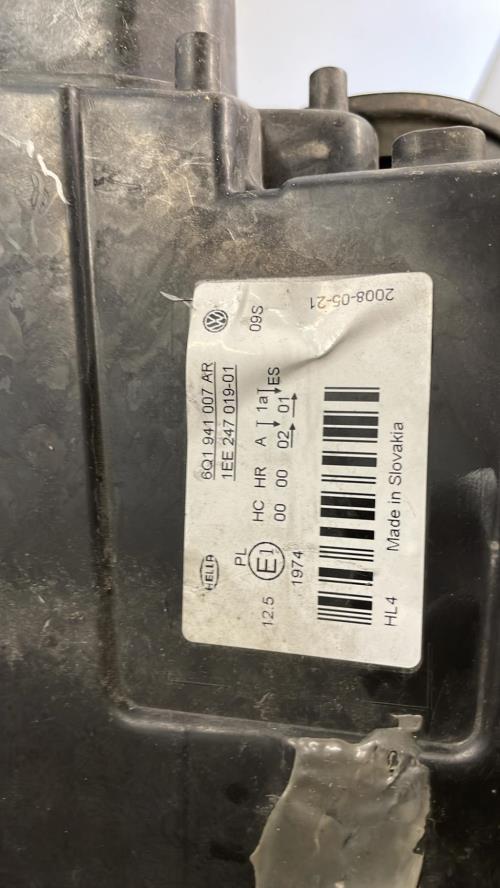 HELLA
6Q1 941 007 AR
1EE 247 019-01
PL
HC HR A 1a ES
12.5 E1 00 00 02 01
1974
09S
2008-05-21
HL4 Made in Slovakia